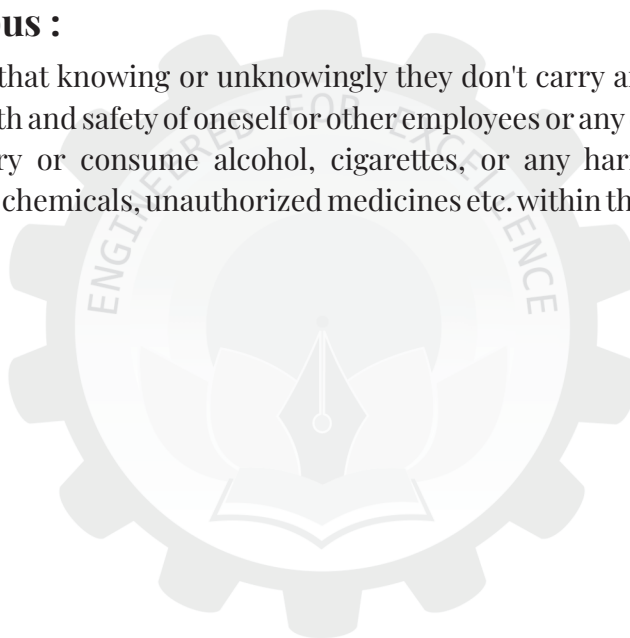 us :
that knowing or unknowingly they don't carry a
th and safety of oneself or other employees or any
ry or consume alcohol, cigarettes, or any har
chemicals, unauthorized medicines etc. within th
ENGINEERED FOR EXCELLENCE